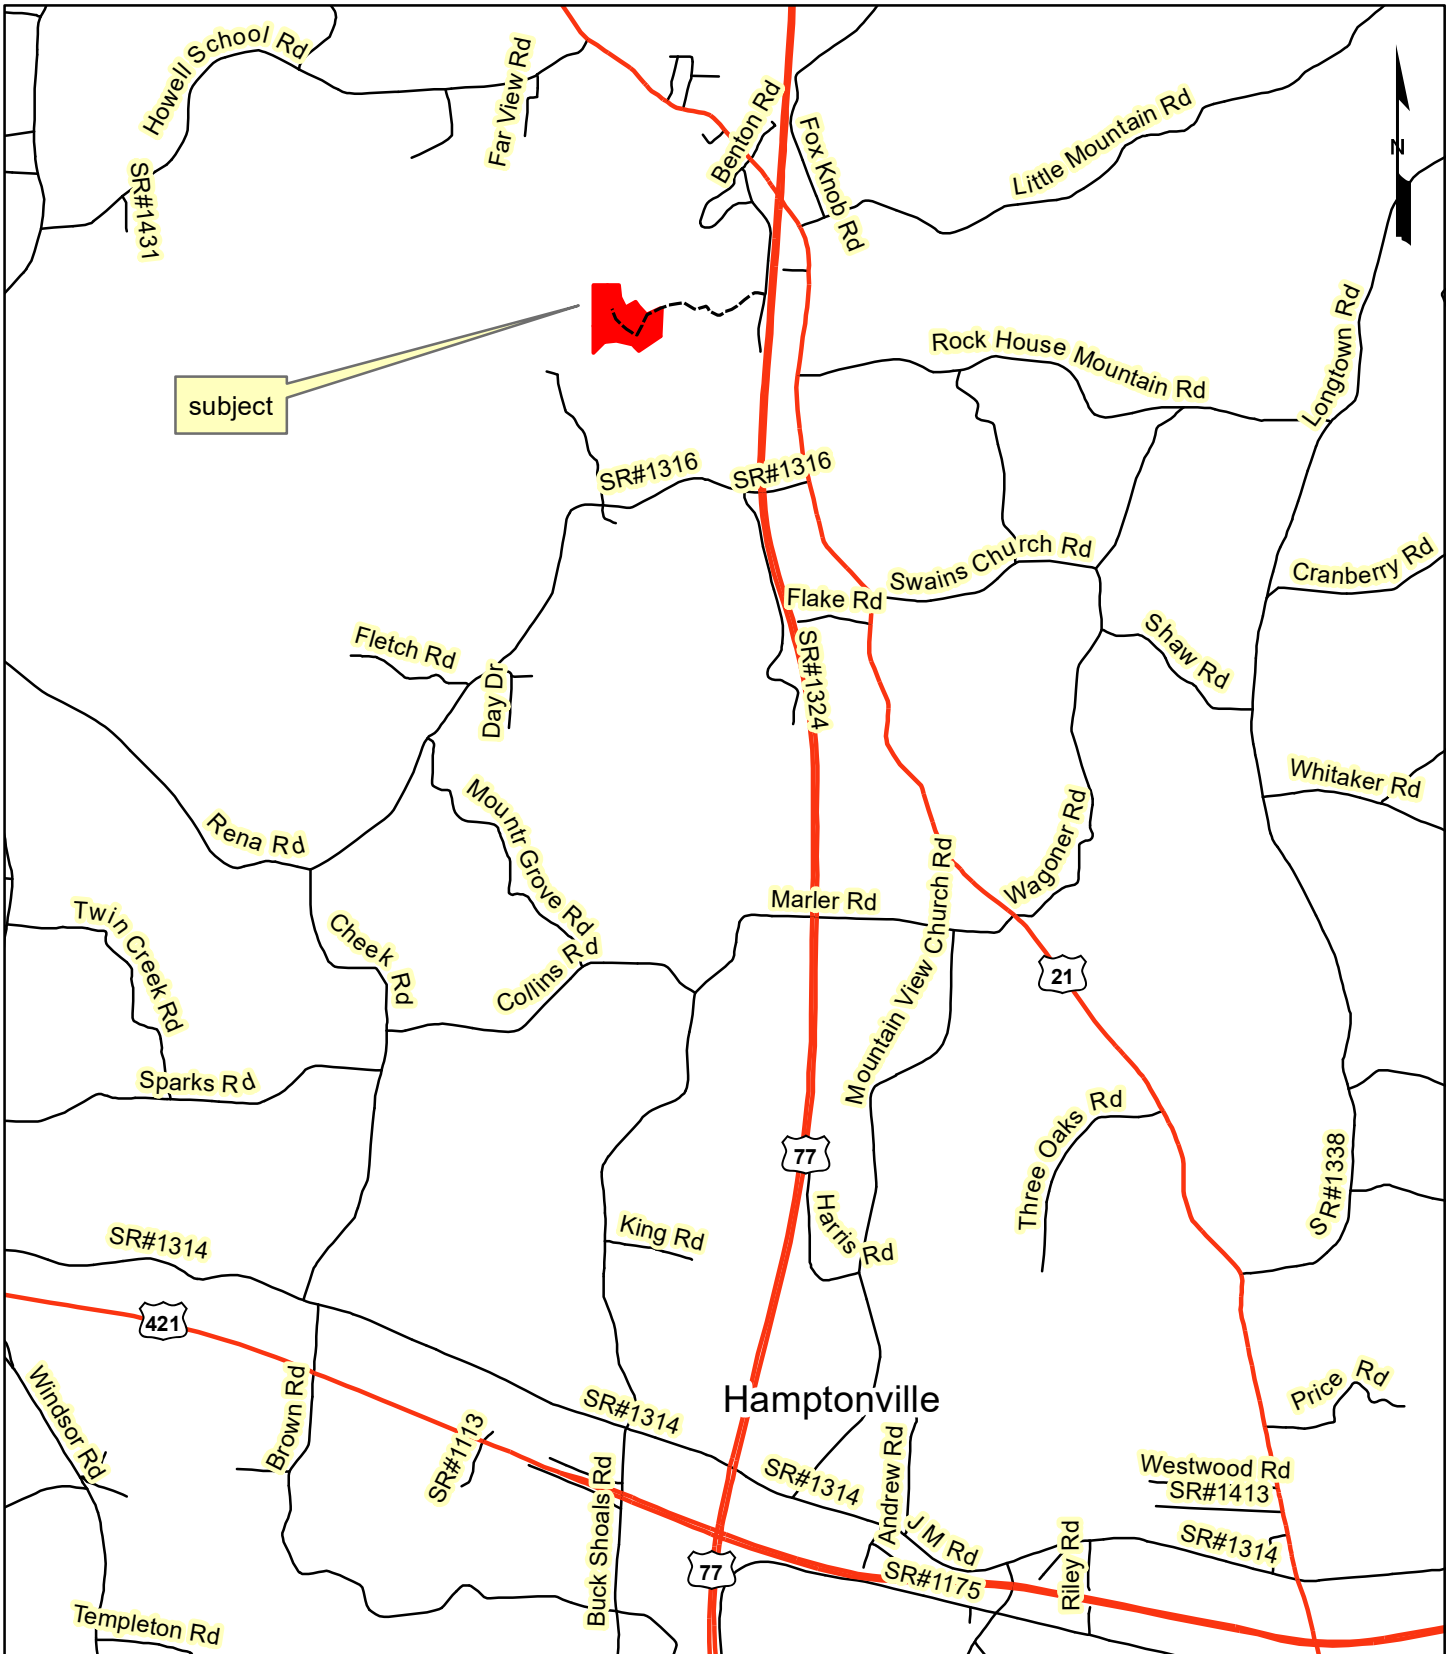 Howell School Rd
Far View Rd
Benton Rd
Fox Knob Rd
Little Mountain Rd
N
SR#1431
Longtown Rd
Rock House Mountain Rd
subject
SR#1316
SR#1316
Swains Church Rd
Cranberry Rd
Flake Rd
Fletch Rd
Day Dr
SR#1324
Shaw Rd
Whitaker Rd
Mountr Grove Rd
Rena Rd
Wagoner Rd
Marler Rd
Mountain View Church Rd
Twin Creek Rd
Cheek Rd
Collins Rd
21
Sparks Rd
Three Oaks Rd
77
SR#1338
Harris Rd
King Rd
SR#1314
421
Windsor Rd
Brown Rd
SR#1113
SR#1314
Hamptonville
Price Rd
Buck Shoals Rd
SR#1314
Andrew Rd
J M Rd
Westwood Rd
SR#1413
SR#1314
Riley Rd
77
SR#1175
Templeton Rd